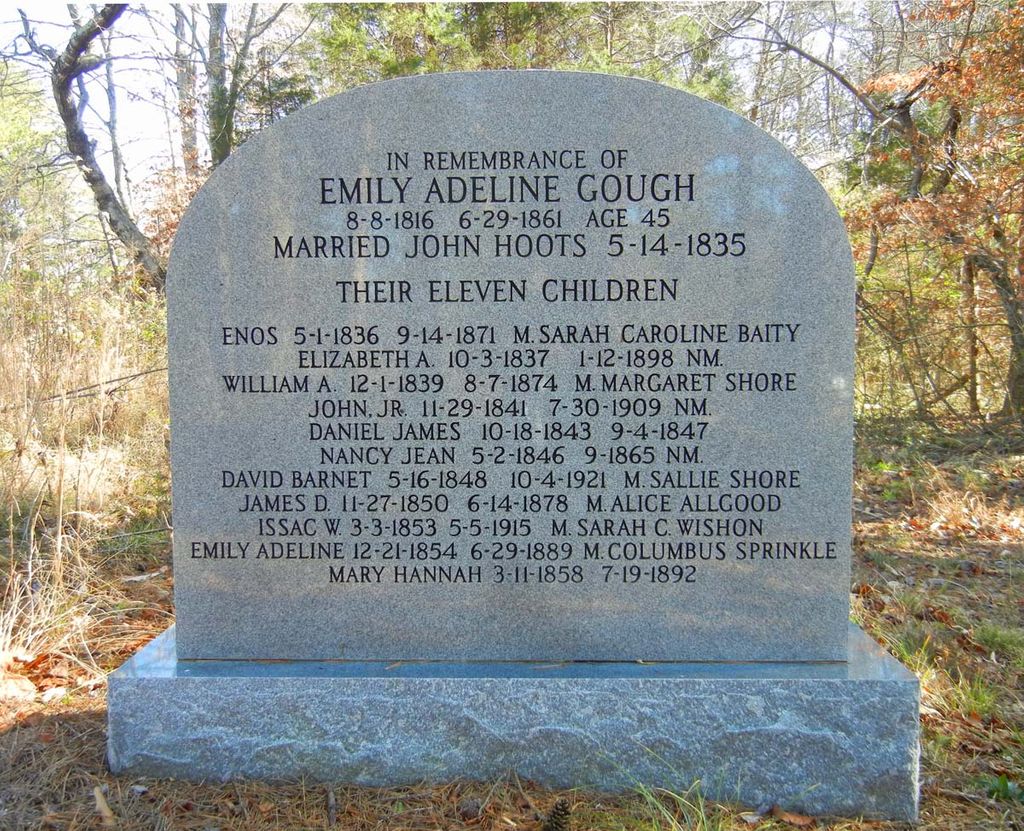 IN REMEMBRANCE OF
EMILY ADELINE GOUGH
8-8-1816 6-29-1861 AGE 45
MARRIED JOHN HOOTS 5-14-1835
THEIR ELEVEN CHILDREN
ENOS 5-1-1836 9-14-1871 M. SARAH CAROLINE BAITY
ELIZABETH A. 10-3-1837 1-12-1898 NM.
WILLIAM A. 12-1-1839 8-7-1874 M. MARGARET SHORE
JOHN, JR. 11-29-1841 7-30-1909 NM.
DANIEL JAMES 10-18-1843 9-4-1847
NANCY JEAN 5-2-1846 9-1865 NM.
DAVID BARNET 5-16-1848 10-4-1921 M. SALLIE SHORE
JAMES D. 11-27-1850 6-14-1878 M. ALICE ALLGOOD
ISSAC W. 3-3-1853 5-5-1915 M. SARAH C. WISHON
EMILY ADELINE 12-21-1854 6-29-1889 M. COLUMBUS SPRINKLE
MARY HANNAH 3-11-1858 7-19-1892